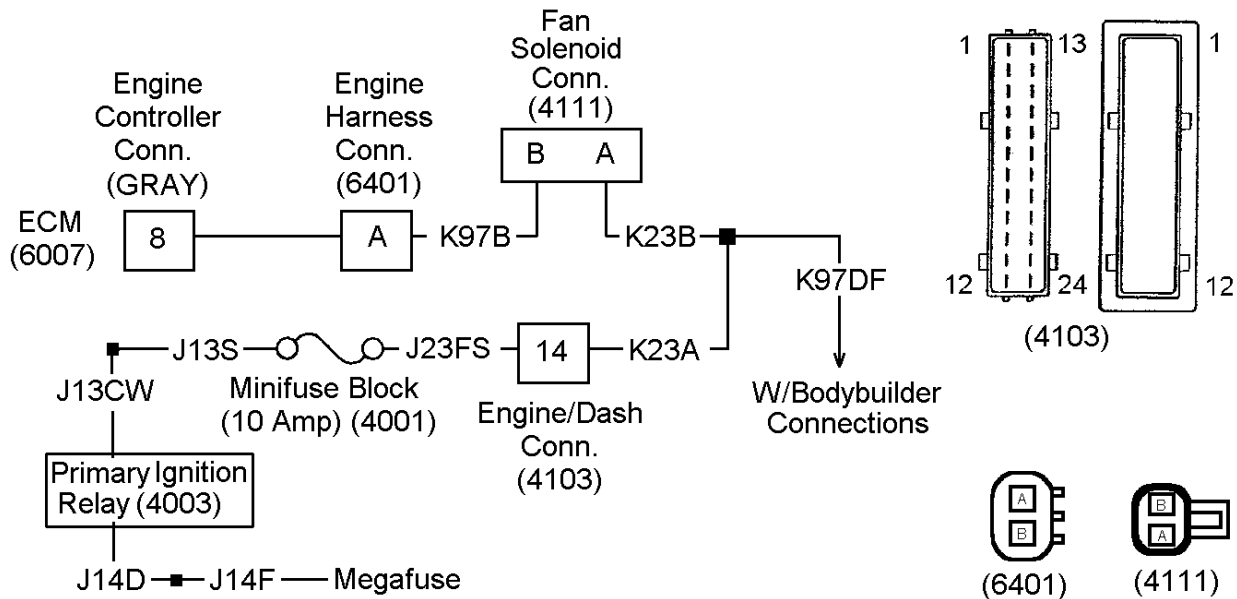 Fan
Solenoid
Conn.
(4111)
B A
Engine
Controller
Conn.
(GRAY)
Engine
Harness
Conn.
(6401)
ECM
(6007)
8
A
K97B
K23B
K97DF
W/Bodybuilder
Connections
J13CW
J13S
Minifuse Block
(10 Amp) (4001)
J23FS
14
K23A
Engine/Dash
Conn.
(4103)
Primary Ignition
Relay (4003)
J14D
J14F
Megafuse
1
13
1
12
24
12
(4103)
A
B
(6401)
B
A
(4111)